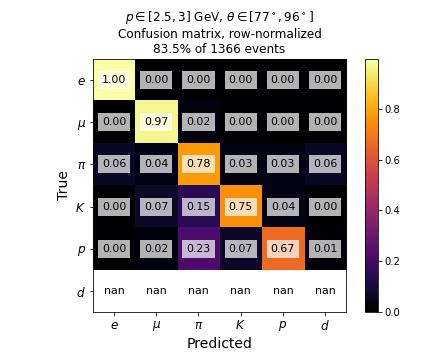 p ∈ [2.5, 3] GeV, θ ∈ [77°, 96°]
Confusion matrix, row-normalized
83.5% of 1366 events
e 1.00 0.00 0.00 0.00 0.00 0.00
μ 0.00 0.97 0.02 0.00 0.00 0.00
π 0.06 0.04 0.78 0.03 0.03 0.06
K 0.00 0.07 0.15 0.75 0.04 0.00
p 0.00 0.02 0.23 0.07 0.67 0.01
d nan nan nan nan nan nan
e μ π K p d
Predicted
True
0.8
0.6
0.4
0.2
0.0